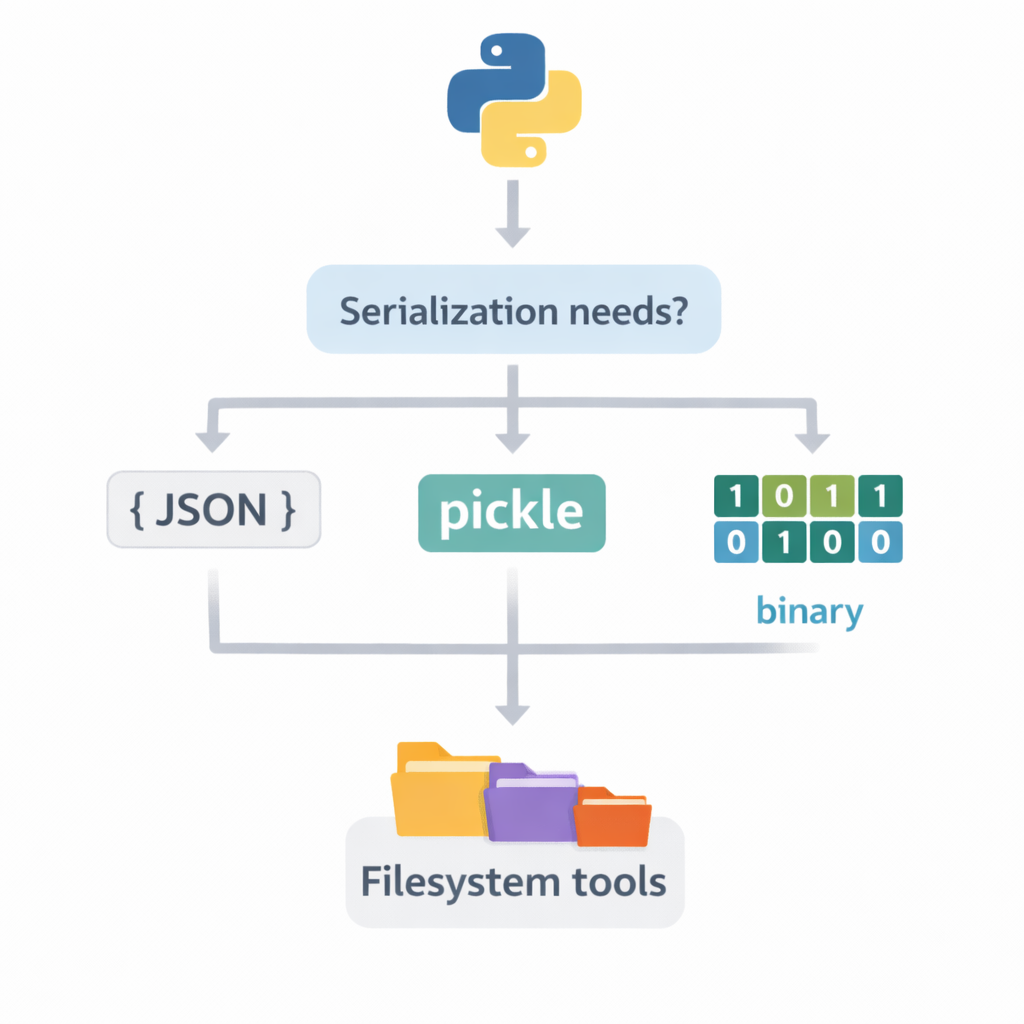 Serialization needs?
{ JSON }
pickle
1 0 1 1
0 1 0 0
binary
Filesystem tools